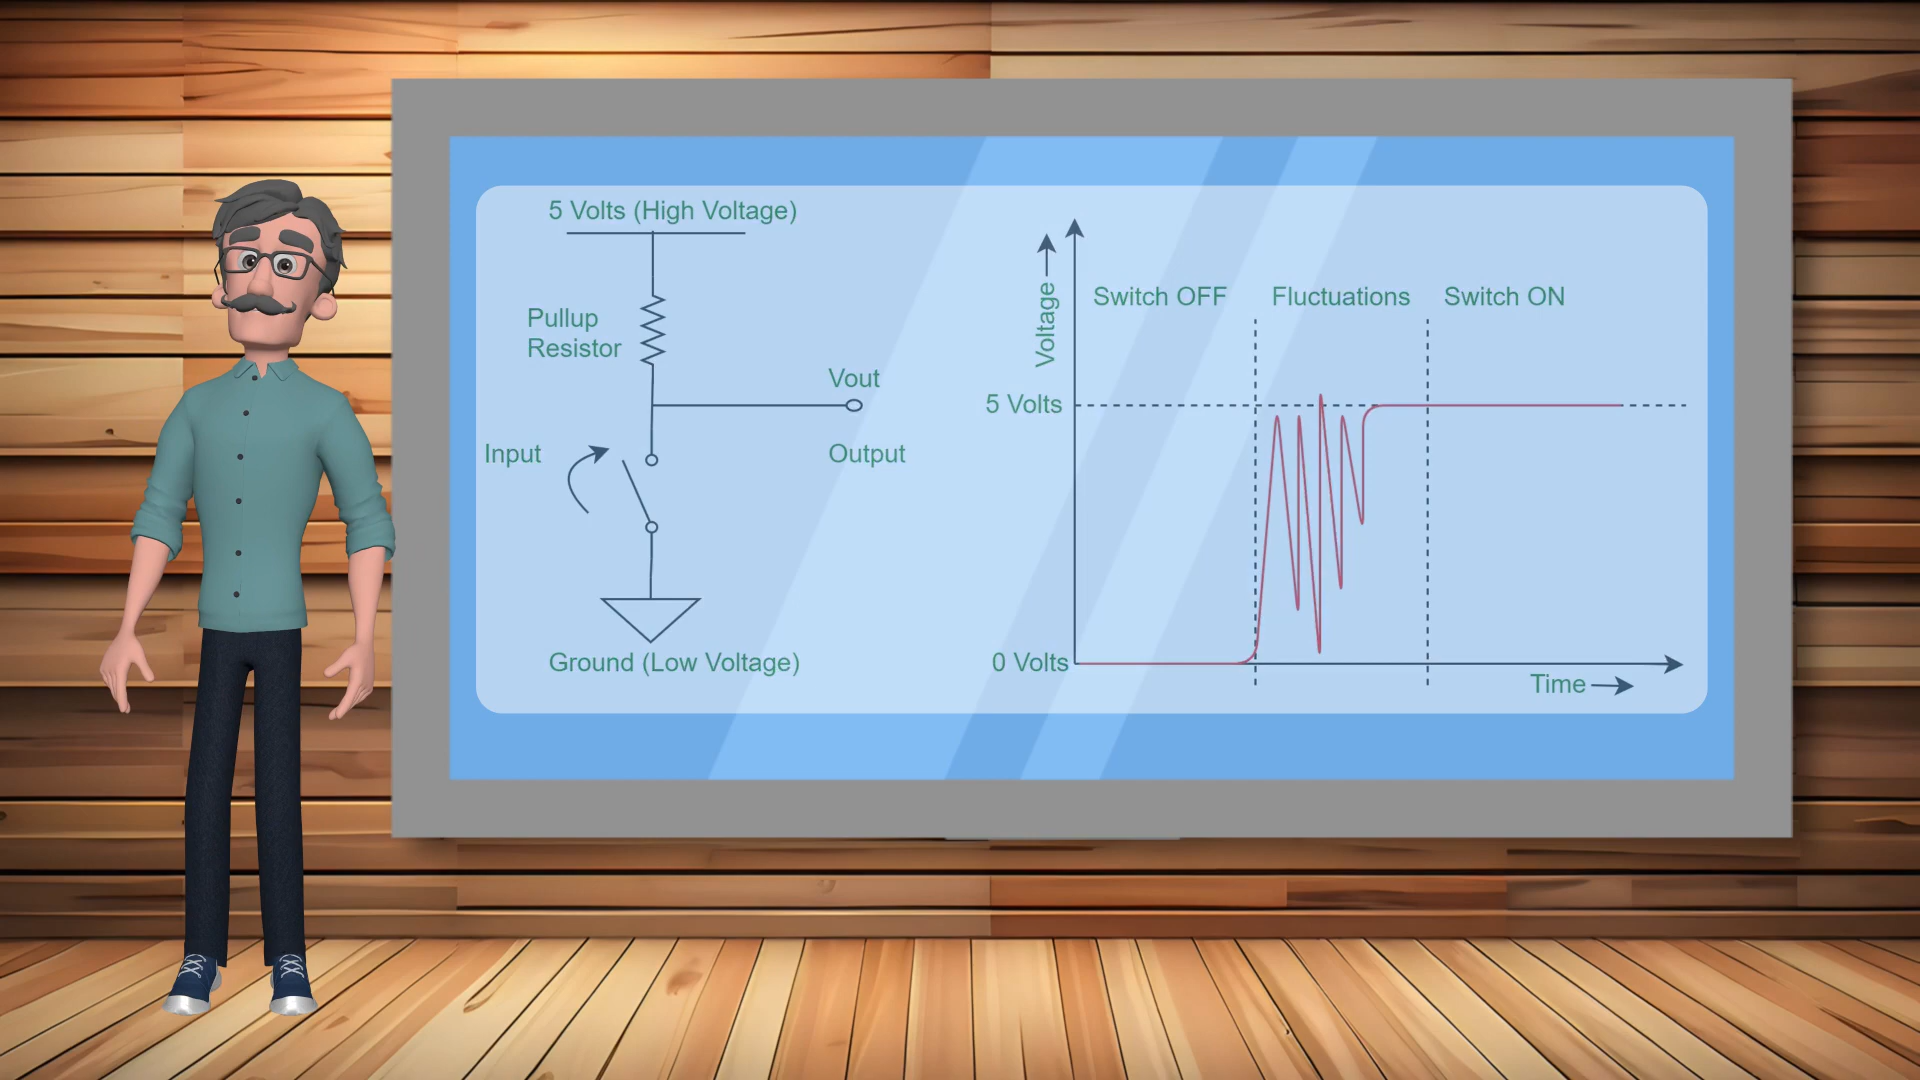 5 Volts (High Voltage)
Pullup
Resistor
Vout
Input
Output
Ground (Low Voltage)
Voltage
Switch OFF
Fluctuations
Switch ON
5 Volts
0 Volts
Time